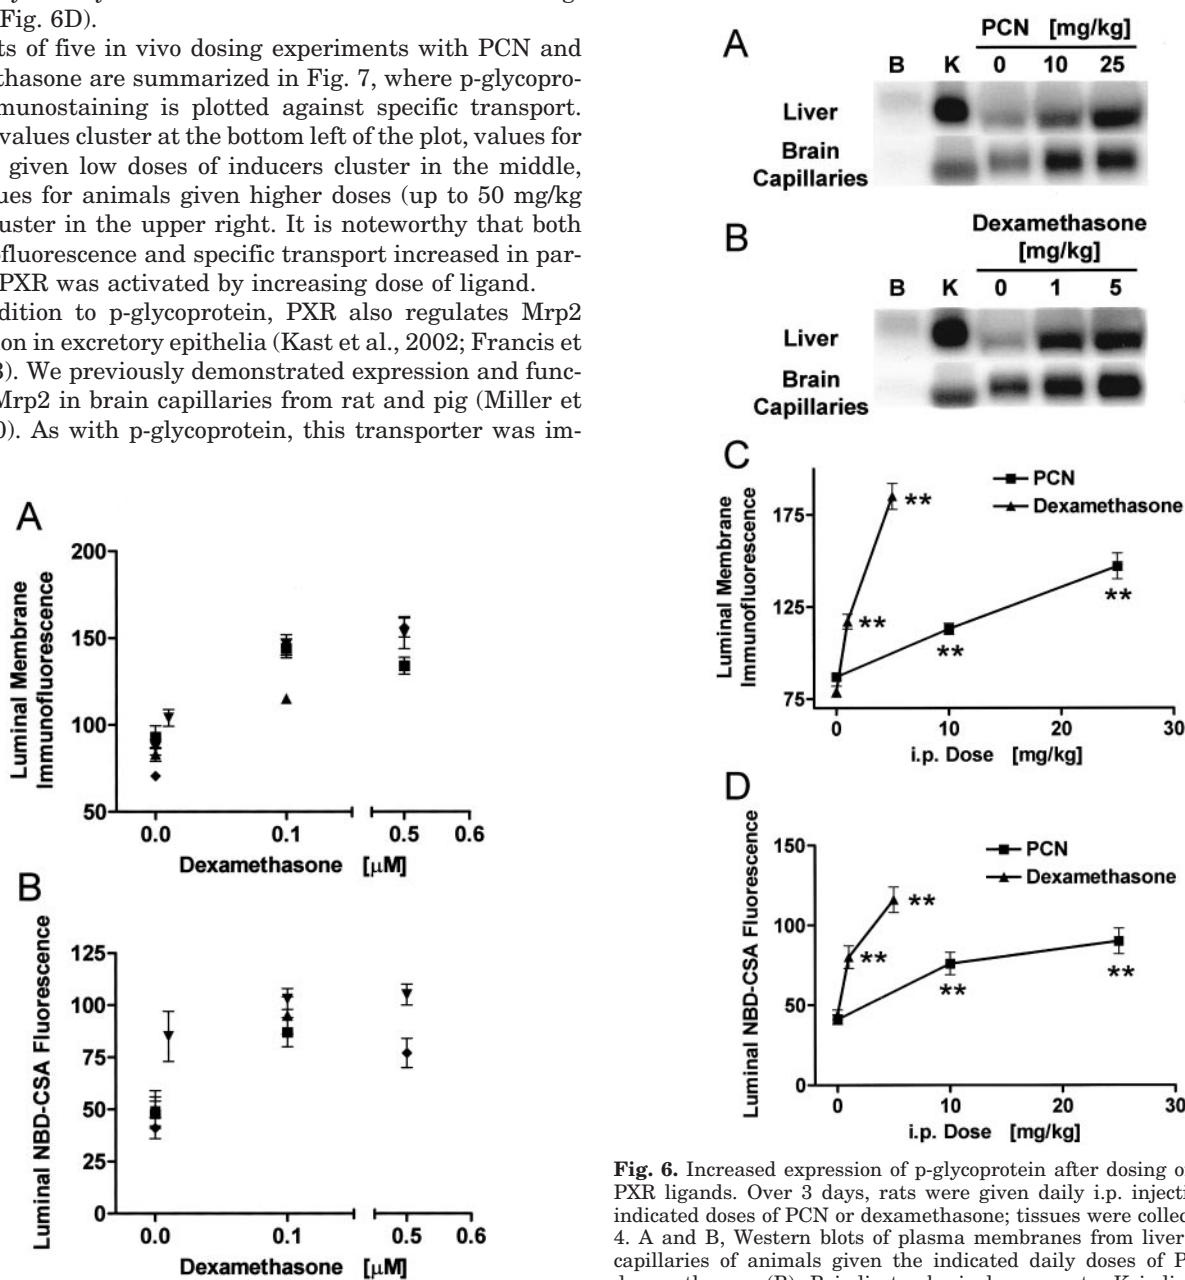 Fig. 6D).
ts of five in vivo dosing experiments with PCN and
thasone are summarized in Fig. 7, where p-glycopro-
munostaining is plotted against specific transport.
values cluster at the bottom left of the plot, values for
given low doses of inducers cluster in the middle,
ues for animals given higher doses (up to 50 mg/kg
luster in the upper right. It is noteworthy that both
fluorescence and specific transport increased in par-
PXR was activated by increasing dose of ligand.
dition to p-glycoprotein, PXR also regulates Mrp2
on in excretory epithelia (Kast et al., 2002; Francis et
3). We previously demonstrated expression and func-
Mrp2 in brain capillaries from rat and pig (Miller et
0). As with p-glycoprotein, this transporter was im-
A
Luminal Membrane
Immunofluorescence
200
150
100
50
0.0 0.1 0.5 0.6
Dexamethasone [μM]
B
Luminal NBD-CSA Fluorescence
125
100
75
50
25
0
0.0 0.1 0.5 0.6
Dexamethasone [μM]
A
PCN [mg/kg]
B K 0 10 25
Liver
Brain
Capillaries
B
Dexamethasone
[mg/kg]
B K 0 1 5
Liver
Brain
Capillaries
C
Luminal Membrane
Immunofluorescence
PCN
Dexamethasone
175
125
75
**
**
**
**
0 10 20 30
i.p. Dose [mg/kg]
D
Luminal NBD-CSA Fluorescence
PCN
Dexamethasone
150
100
50
0
**
**
**
**
0 10 20 30
i.p. Dose [mg/kg]
Fig. 6. Increased expression of p-glycoprotein after dosing o
PXR ligands. Over 3 days, rats were given daily i.p. injecti
indicated doses of PCN or dexamethasone; tissues were collec
4. A and B, Western blots of plasma membranes from liver
capillaries of animals given the indicated daily doses of P